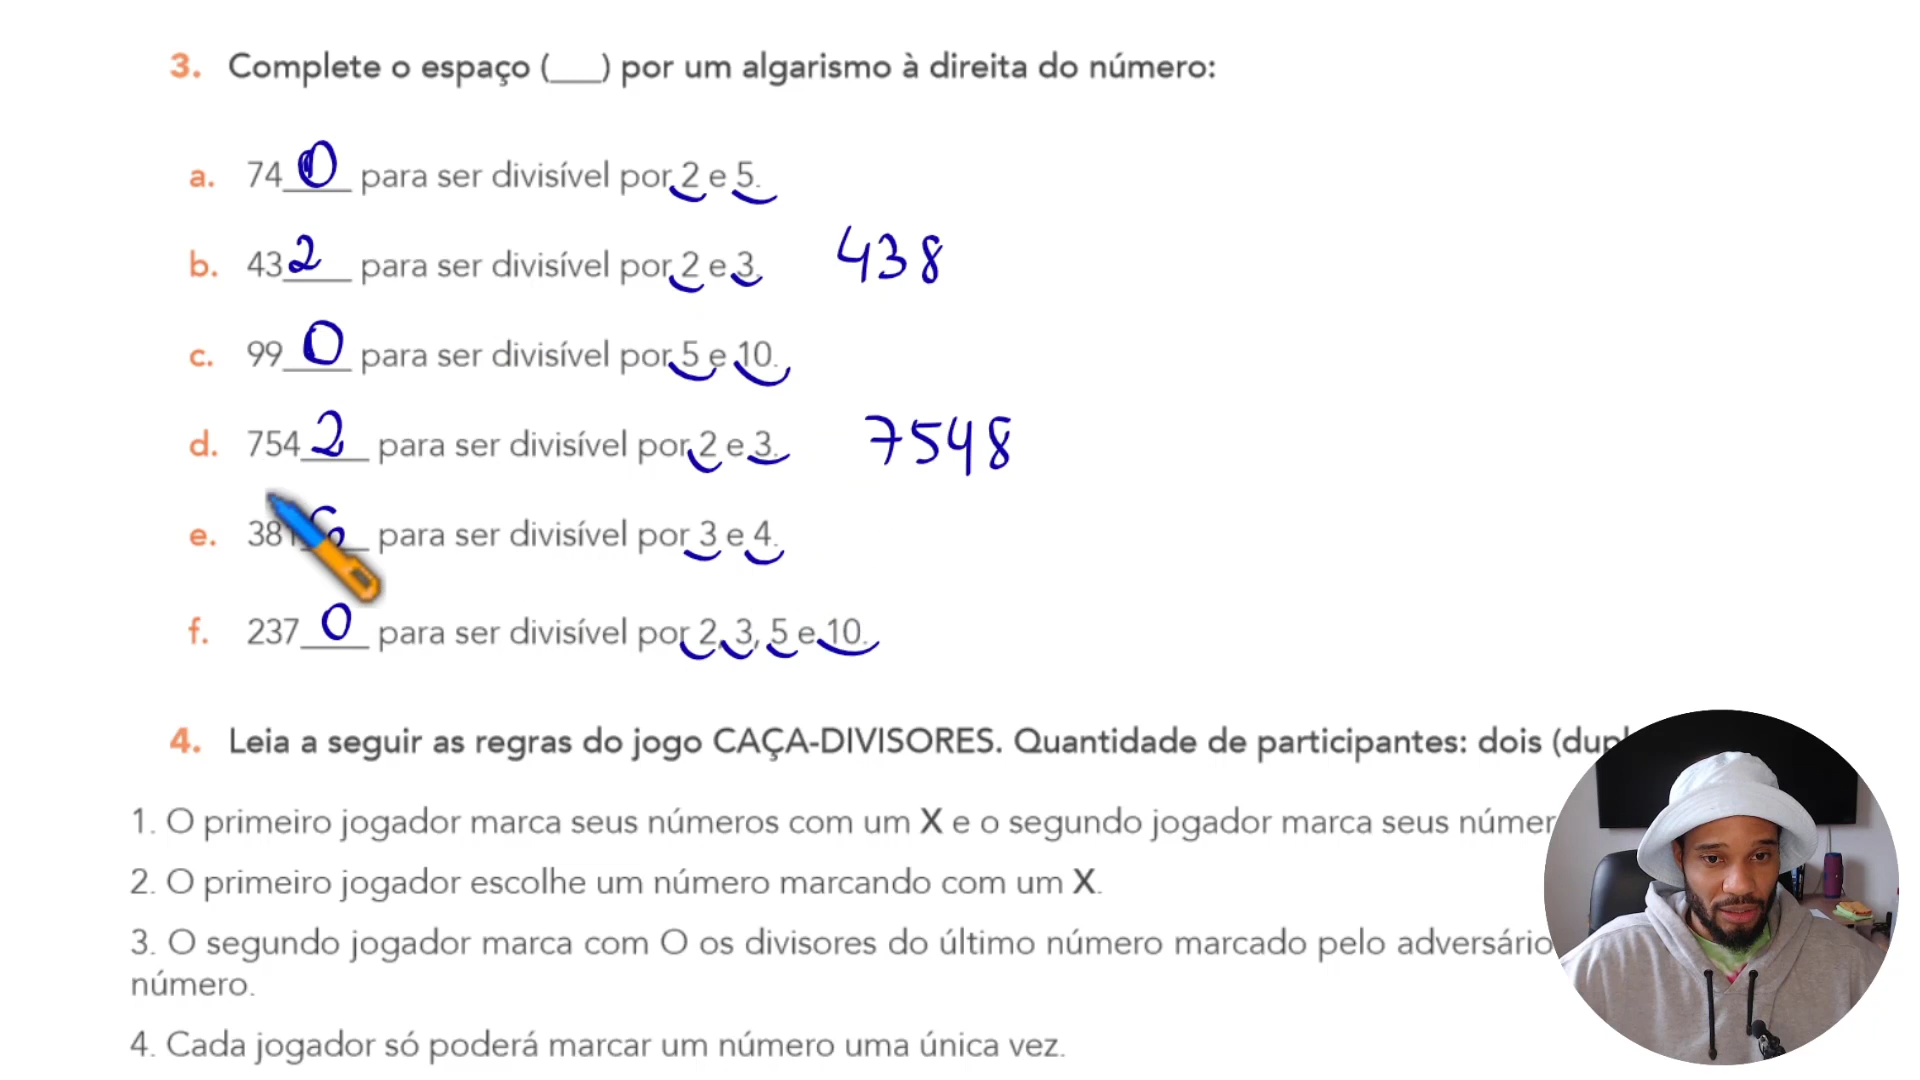 3. Complete o espaço (___) por um algarismo à direita do número:
a. 74 0 para ser divisível por 2 e 5.
b. 43 2 para ser divisível por 2 e 3. 438
c. 99 0 para ser divisível por 5 e 10.
d. 754 2 para ser divisível por 2 e 3. 7548
e. 381 6 para ser divisível por 3 e 4.
f. 237 0 para ser divisível por 2, 3, 5 e 10.
4. Leia a seguir as regras do jogo CAÇA-DIVISORES. Quantidade de participantes: dois
1. O primeiro jogador marca seus números com um X e o segundo jogador marca seus
2. O primeiro jogador escolhe um número marcando com um X.
3. O segundo jogador marca com O os divisores do último número marcado pelo adversário
número.
4. Cada jogador só poderá marcar um número uma única vez.